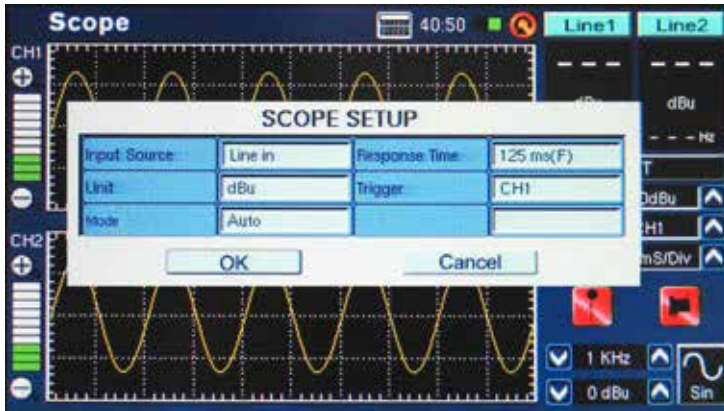 Scope 40:50 Line1 Line2
CH1
dBu
Hz
SCOPE SETUP
Input Source Line in Response Time 125 ms(F)
Unit dBu Trigger CH1
Mode Auto
OK Cancel
CH2
mS/Div
1 KHz
0 dBu Sin